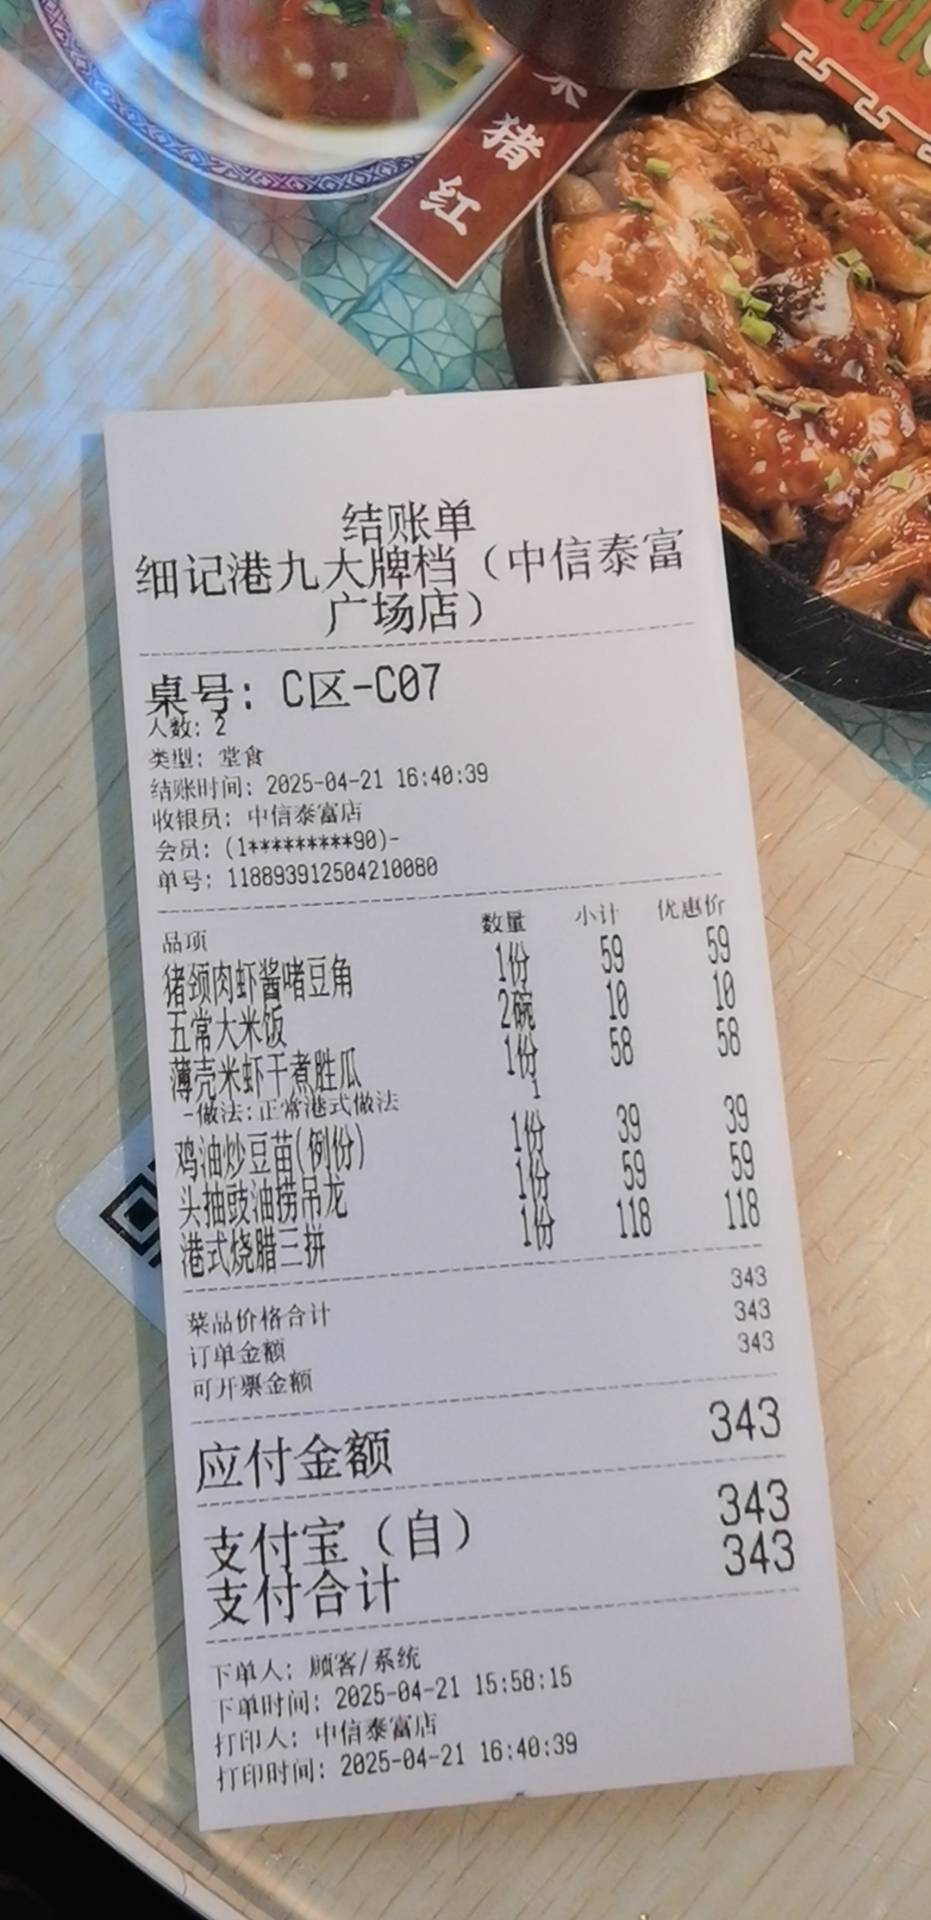 猪
红
结账单
细记港九大牌档（中信泰富
广场店）
桌号: C区-C07
人数: 2
类型: 堂食
结账时间: 2025-04-21 16:40:39
收银员: 中信泰富店
会员: (1*********90)-
单号: 118893912504210080
品项 数量 小计 优惠价
猪颈肉虾酱啫豆角 1份 59 59
五常大米饭 2碗 10 10
薄壳米虾干煮胜瓜 1份 58 58
-做法:正常港式做法 1
鸡油炒豆苗(例份) 1份 39 39
头抽豉油捞吊龙 1份 59 59
港式烧腊三拼 1份 118 118
菜品价格合计 343
订单金额 343
可开票金额 343
应付金额 343
支付宝（自） 343
支付合计 343
下单人: 顾客/系统
下单时间: 2025-04-21 15:58:15
打印人: 中信泰富店
打印时间: 2025-04-21 16:40:39